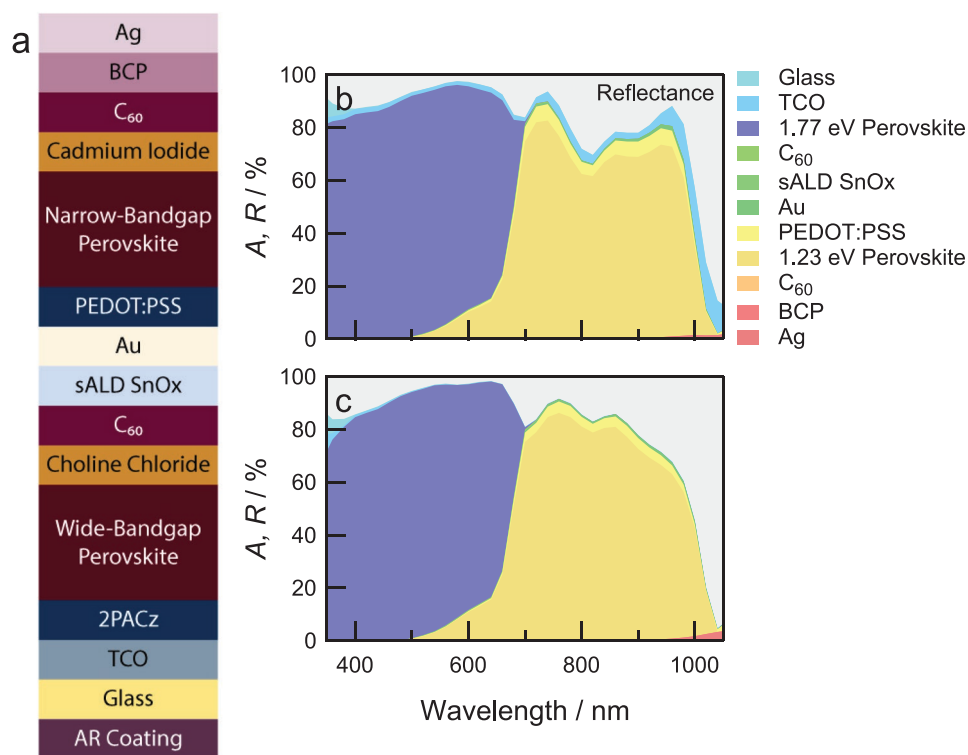 a
Ag
BCP
C₆₀
Cadmium Iodide
Narrow-Bandgap
Perovskite
PEDOT:PSS
Au
sALD SnOx
C₆₀
Choline Chloride
Wide-Bandgap
Perovskite
2PACz
TCO
Glass
AR Coating
b
Reflectance
A, R / %
100
80
60
40
20
0
c
A, R / %
100
80
60
40
20
0
400
600
800
1000
Wavelength / nm
Glass
TCO
1.77 eV Perovskite
C₆₀
sALD SnOx
Au
PEDOT:PSS
1.23 eV Perovskite
C₆₀
BCP
Ag